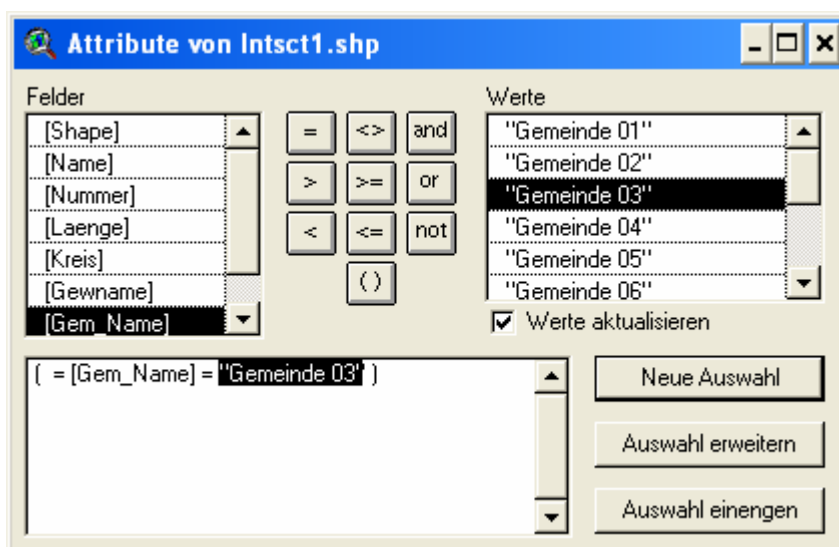 Attribute von Intsct1.shp
Felder
[Shape]
[Name]
[Nummer]
[Laenge]
[Kreis]
[Gewname]
[Gem_Name]
= <> and
> >= or
< <= not
()
Werte
"Gemeinde 01"
"Gemeinde 02"
"Gemeinde 03"
"Gemeinde 04"
"Gemeinde 05"
"Gemeinde 06"
Werte aktualisieren
( = [Gem_Name] = "Gemeinde 03" )
Neue Auswahl
Auswahl erweitern
Auswahl einengen